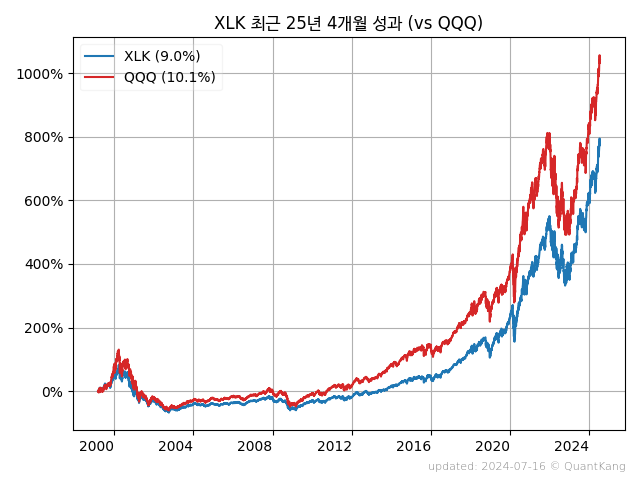 XLK 최근 25년 4개월 성과 (vs QQQ)
XLK (9.0%)
QQQ (10.1%)
1000%
800%
600%
400%
200%
0%
2000 2004 2008 2012 2016 2020 2024
updated: 2024-07-16 © QuantKang